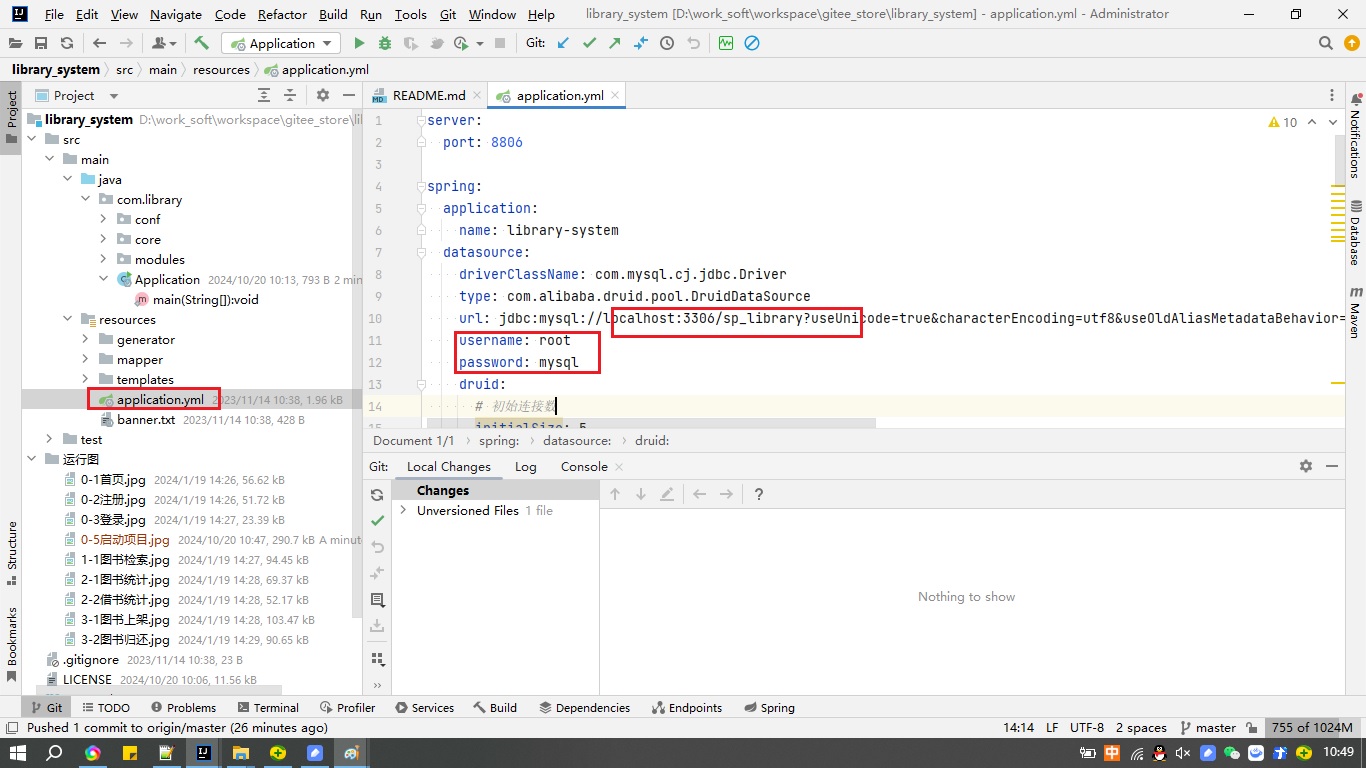 File Edit View Navigate Code Refactor Build Run Tools Git Window Help library_system [D:\work_soft\workspace\gitee_store\library_system] - application.yml - Administrator
Application Git:
library_system src main resources application.yml
Project README.md application.yml
library_system D:\work_soft\workspace\gitee_store\li
src
main
java
com.library
conf
core
modules
Application 2024/10/20 10:13, 793 B 2 min
main(String[]):void
resources
generator
mapper
templates
application.yml 2023/11/14 10:38, 1.96 kB
banner.txt 2023/11/14 10:38, 428 B
test
运行图
0-1首页.jpg 2024/1/19 14:26, 56.62 kB
0-2注册.jpg 2024/1/19 14:26, 51.72 kB
0-3登录.jpg 2024/1/19 14:27, 23.39 kB
0-5启动项目.jpg 2024/10/20 10:47, 290.7 kB A minut
1-1图书检索.jpg 2024/1/19 14:27, 94.45 kB
2-1图书统计.jpg 2024/1/19 14:28, 69.37 kB
2-2借书统计.jpg 2024/1/19 14:28, 52.17 kB
3-1图书上架.jpg 2024/1/19 14:28, 103.47 kB
3-2图书归还.jpg 2024/1/19 14:29, 90.65 kB
.gitignore 2023/11/14 10:38, 23 B
LICENSE 2024/10/20 10:06, 11.56 kB
Project
Structure
Bookmarks
1 server:
2 port: 8806
3
4 spring:
5 application:
6 name: library-system
7 datasource:
8 driverClassName: com.mysql.cj.jdbc.Driver
9 type: com.alibaba.druid.pool.DruidDataSource
10 url: jdbc:mysql://localhost:3306/sp_library?useUnicode=true&characterEncoding=utf8&useOldAliasMetadataBehavior=
11 username: root
12 password: mysql
13 druid:
14 # 初始连接数
15 initialSize: 5
10
Document 1/1 spring: datasource: druid:
Notifications
Database
m
Maven
Git: Local Changes Log Console
Changes
Unversioned Files 1 file
?
Nothing to show
Git TODO Problems Terminal Profiler Services Build Dependencies Endpoints Spring
Pushed 1 commit to origin/master (26 minutes ago) 14:14 LF UTF-8 2 spaces master 755 of 1024M
中 10:49